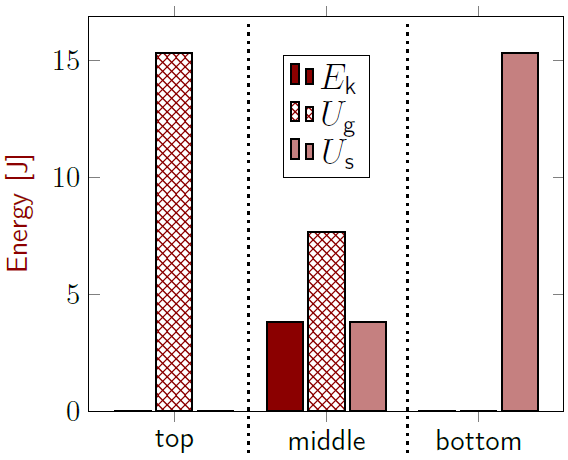 Energy [J]
15
10
5
0
E_k
U_g
U_s
top
middle
bottom